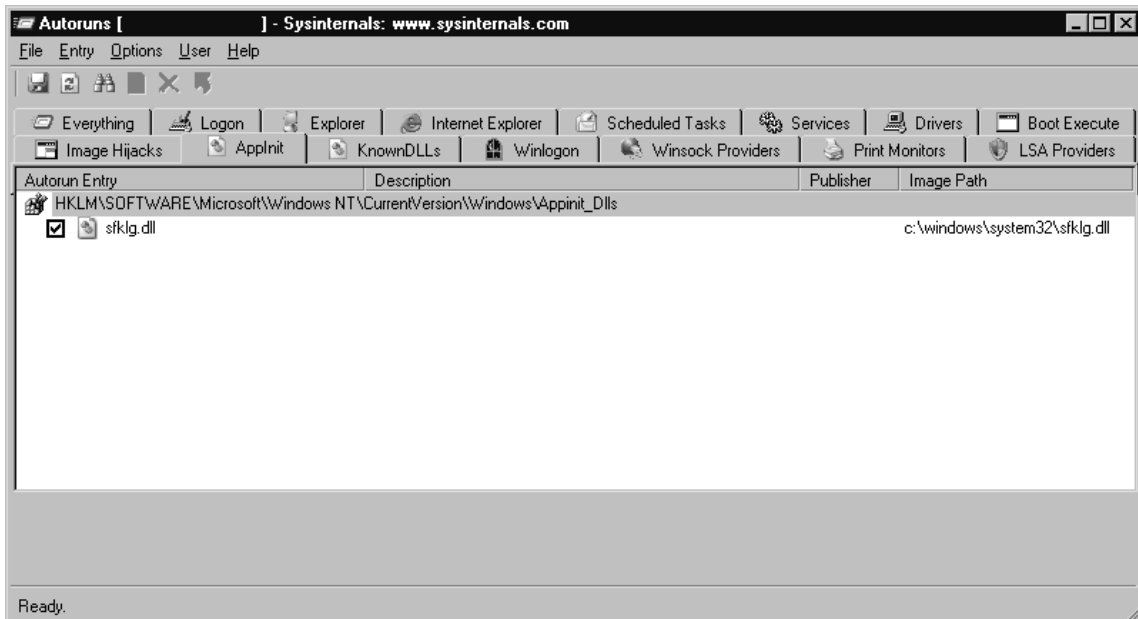 Autoruns [ ] - Sysinternals: www.sysinternals.com
File Entry Options User Help
Everything Logon Explorer Internet Explorer Scheduled Tasks Services Drivers Boot Execute
Image Hijacks AppInit KnownDLLs Winlogon Winsock Providers Print Monitors LSA Providers
Autorun Entry Description Publisher Image Path
HKLM\SOFTWARE\Microsoft\Windows NT\CurrentVersion\Windows\Appinit_Dlls
sfklg.dll c:\windows\system32\sfklg.dll
Ready.